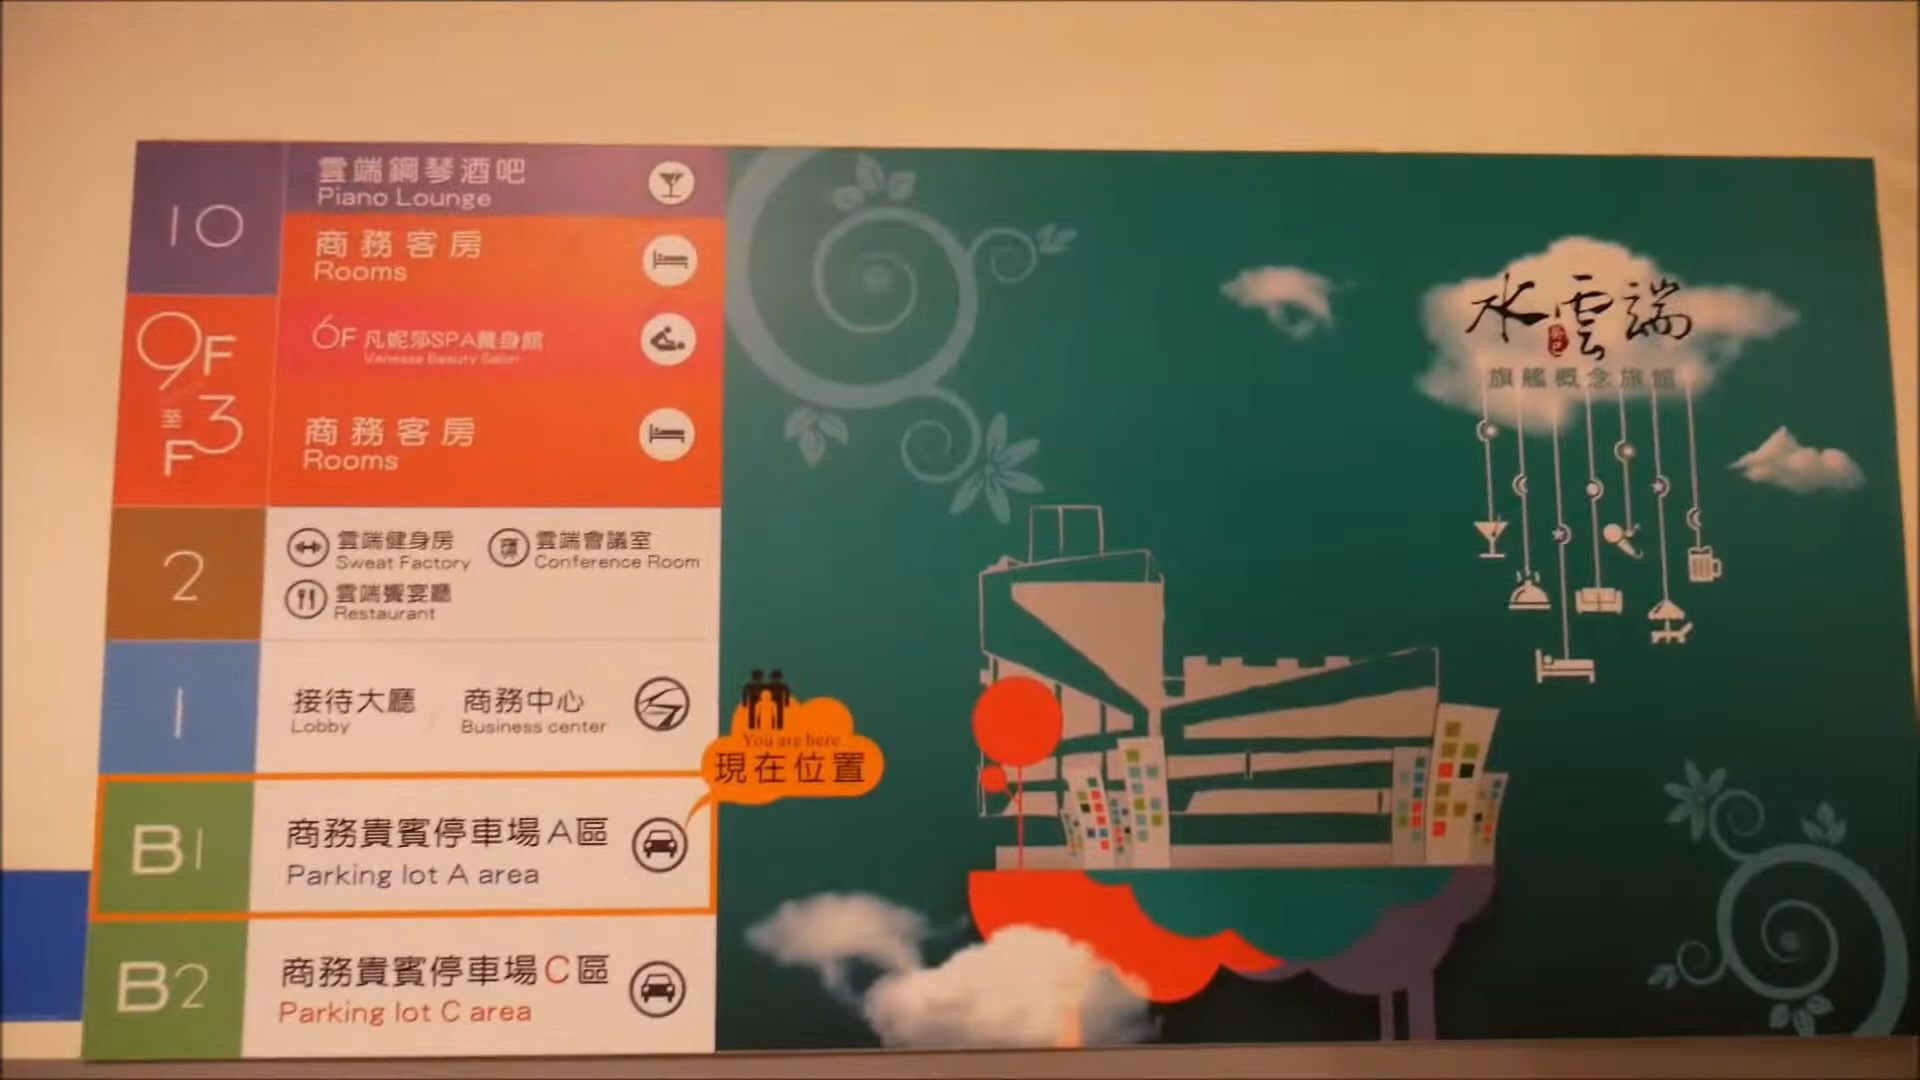 10
雲端鋼琴酒吧
Piano Lounge
商務客房
Rooms
9F
至
3F
6F 凡妮莎SPA養身館
Vanessa Beauty Salon
商務客房
Rooms
2
雲端健身房
Sweat Factory
雲端會議室
Conference Room
雲端饗宴廳
Restaurant
1
接待大廳
Lobby
商務中心
Business center
You are here
現在位置
B1
商務貴賓停車場A區
Parking lot A area
B2
商務貴賓停車場C區
Parking lot C area
水雲端
旗艦概念旅館